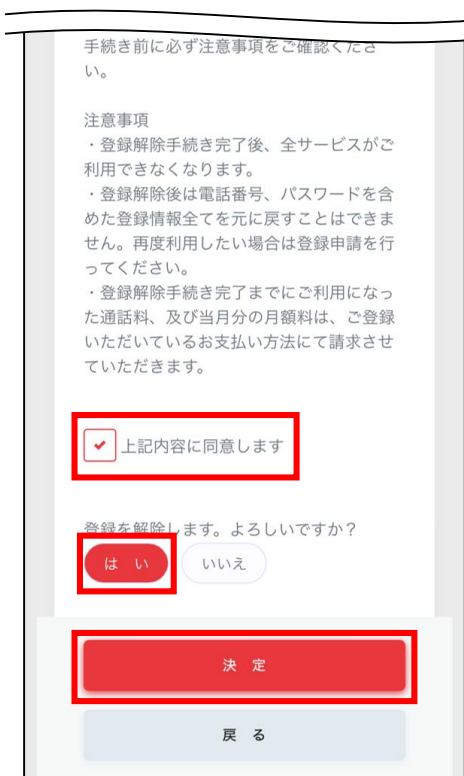 手続き前に必ず注意事項をご確認くださ
い。
注意事項
・登録解除手続き完了後、全サービスがご
利用できなくなります。
・登録解除後は電話番号、パスワードを含
めた登録情報全てを元に戻すことはできま
せん。再度利用したい場合は登録申請を行
ってください。
・登録解除手続き完了までにご利用になっ
た通話料、及び当月分の月額料は、ご登録
いただいているお支払い方法にて請求させ
ていただきます。
上記内容に同意します
登録を解除します。よろしいですか？
は い
いいえ
決 定
戻 る